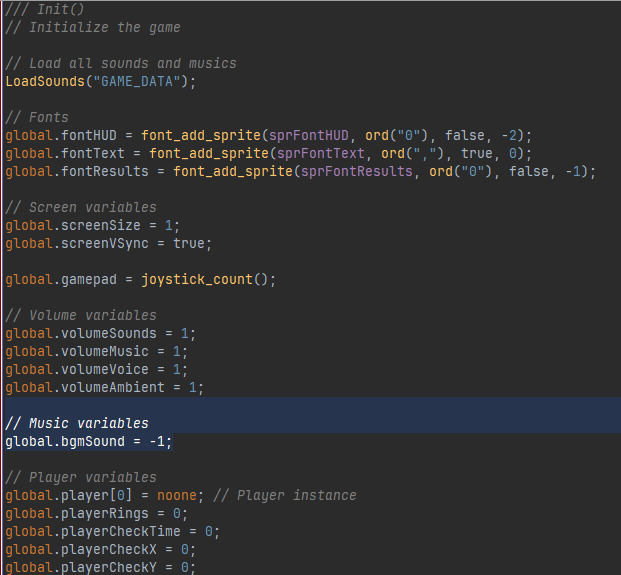 /// Init()
// Initialize the game
// Load all sounds and musics
LoadSounds("GAME_DATA");
// Fonts
global.fontHUD = font_add_sprite(sprFontHUD, ord("0"), false, -2);
global.fontText = font_add_sprite(sprFontText, ord(","), true, 0);
global.fontResults = font_add_sprite(sprFontResults, ord("0"), false, -1);
// Screen variables
global.screenSize = 1;
global.screenVSync = true;
global.gamepad = joystick_count();
// Volume variables
global.volumeSounds = 1;
global.volumeMusic = 1;
global.volumeVoice = 1;
global.volumeAmbient = 1;
// Music variables
global.bgmSound = -1;
// Player variables
global.player[0] = noone; // Player instance
global.playerRings = 0;
global.playerCheckTime = 0;
global.playerCheckX = 0;
global.playerCheckY = 0;